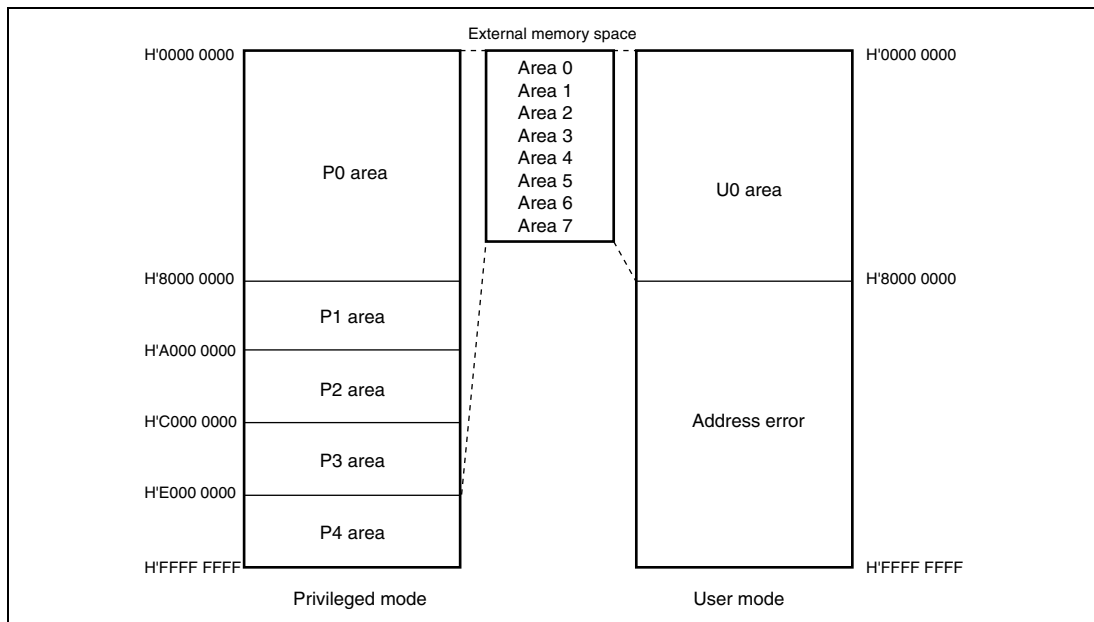 External memory space
H'0000 0000
H'0000 0000
Area 0
Area 1
Area 2
Area 3
Area 4
Area 5
Area 6
Area 7
P0 area
U0 area
H'8000 0000
H'8000 0000
P1 area
H'A000 0000
P2 area
H'C000 0000
Address error
P3 area
H'E000 0000
P4 area
H'FFFF FFFF
H'FFFF FFFF
Privileged mode
User mode